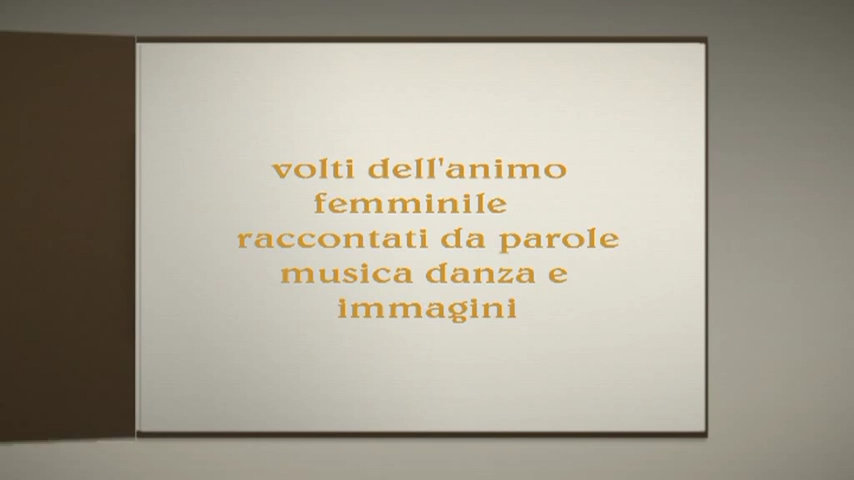 volti dell'animo
femminile
raccontati da parole
musica danza e
immagini